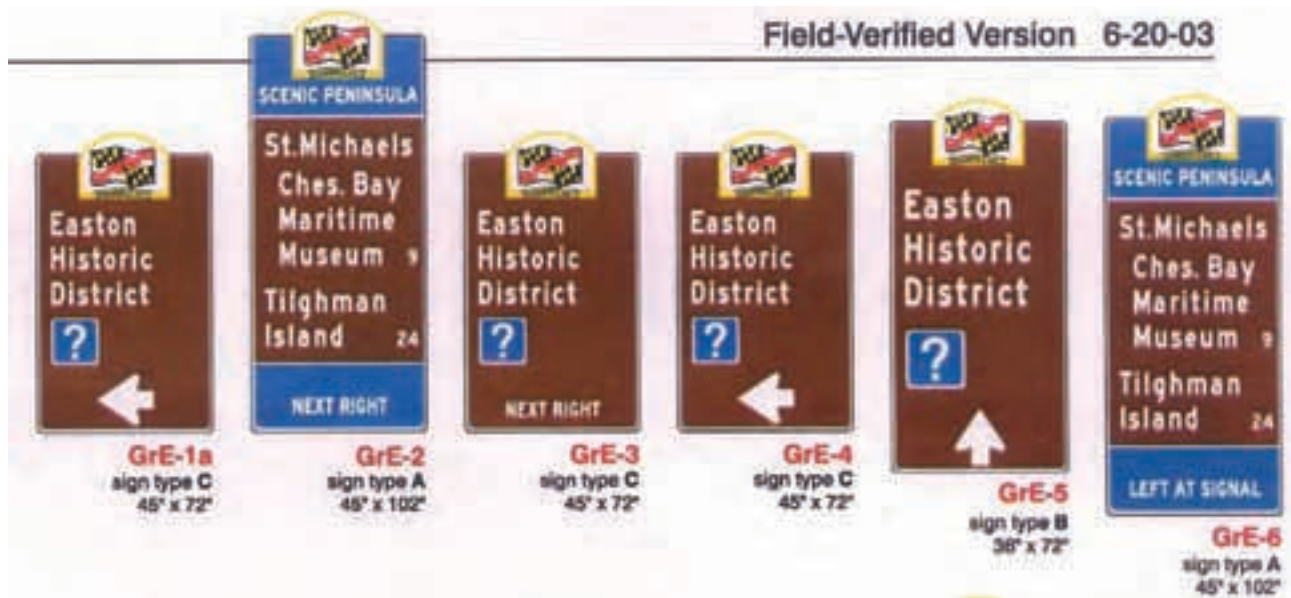 Field-Verified Version 6-20-03
Easton
Historic
District
?
GrE-1a
sign type C
45" x 72"
SCENIC PENINSULA
St.Michaels
Ches. Bay
Maritime
Museum 9
Tilghman
Island 24
NEXT RIGHT
GrE-2
sign type A
45" x 102"
Easton
Historic
District
?
NEXT RIGHT
GrE-3
sign type C
45" x 72"
Easton
Historic
District
?
GrE-4
sign type C
45" x 72"
Easton
Historic
District
?
GrE-5
sign type B
36" x 72"
SCENIC PENINSULA
St.Michaels
Ches. Bay
Maritime
Museum 9
Tilghman
Island 24
LEFT AT SIGNAL
GrE-6
sign type A
45" x 102"